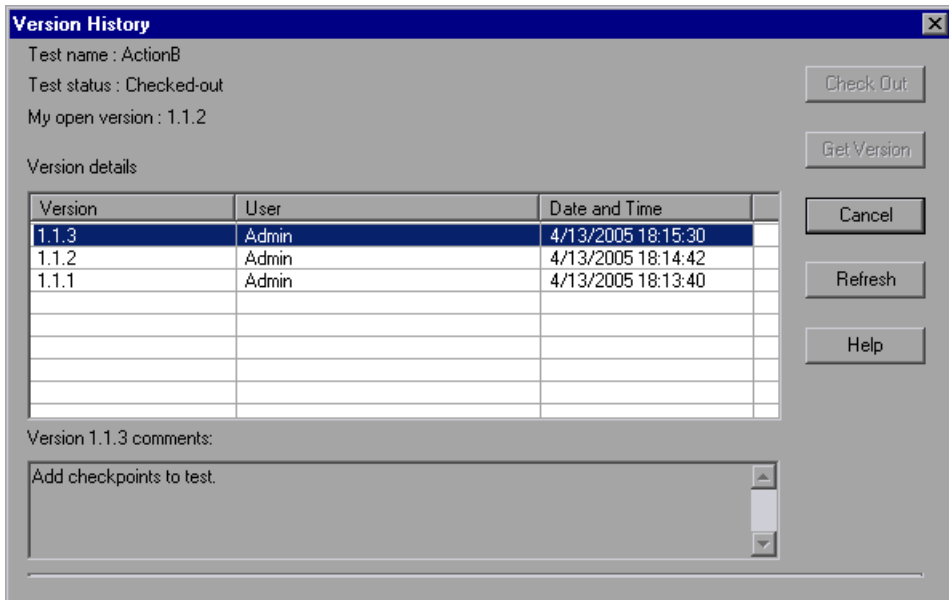 Version History
Test name : ActionB
Test status : Checked-out
My open version : 1.1.2
Check Out
Get Version
Cancel
Refresh
Help
Version details
Version User Date and Time
1.1.3 Admin 4/13/2005 18:15:30
1.1.2 Admin 4/13/2005 18:14:42
1.1.1 Admin 4/13/2005 18:13:40
Version 1.1.3 comments:
Add checkpoints to test.